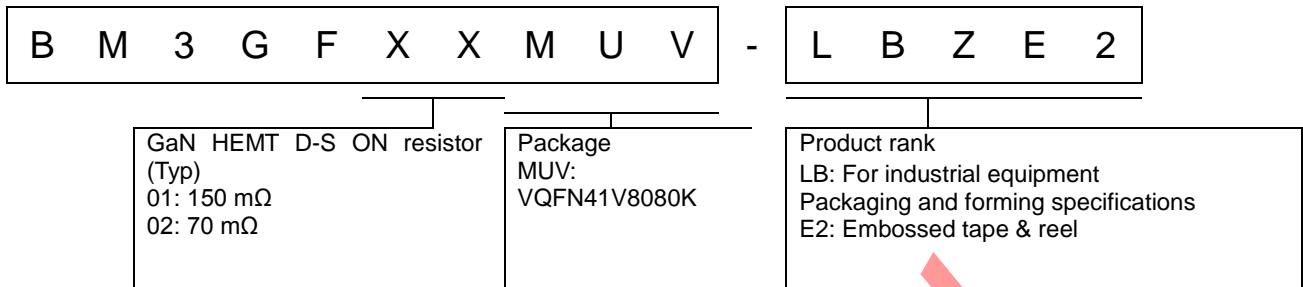 B M 3 G F X X M U V - L B Z E 2
GaN HEMT D-S ON resistor
(Typ)
01: 150 mΩ
02: 70 mΩ
Package
MUV:
VQFN41V8080K
Product rank
LB: For industrial equipment
Packaging and forming specifications
E2: Embossed tape & reel